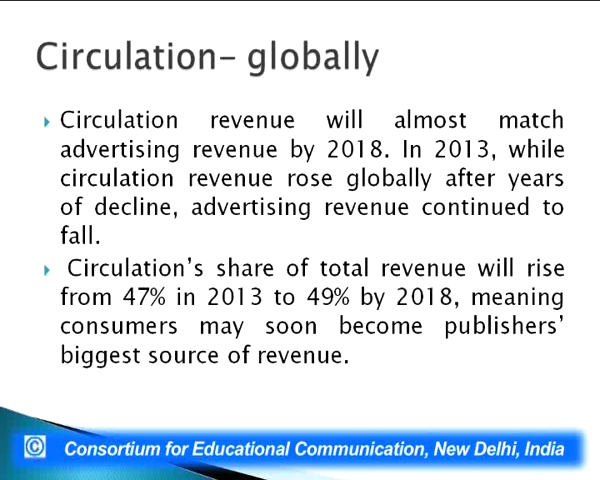 Circulation– globally
Circulation revenue will almost match
advertising revenue by 2018. In 2013, while
circulation revenue rose globally after years
of decline, advertising revenue continued to
fall.
Circulation’s share of total revenue will rise
from 47% in 2013 to 49% by 2018, meaning
consumers may soon become publishers’
biggest source of revenue.
© Consortium for Educational Communication, New Delhi, India